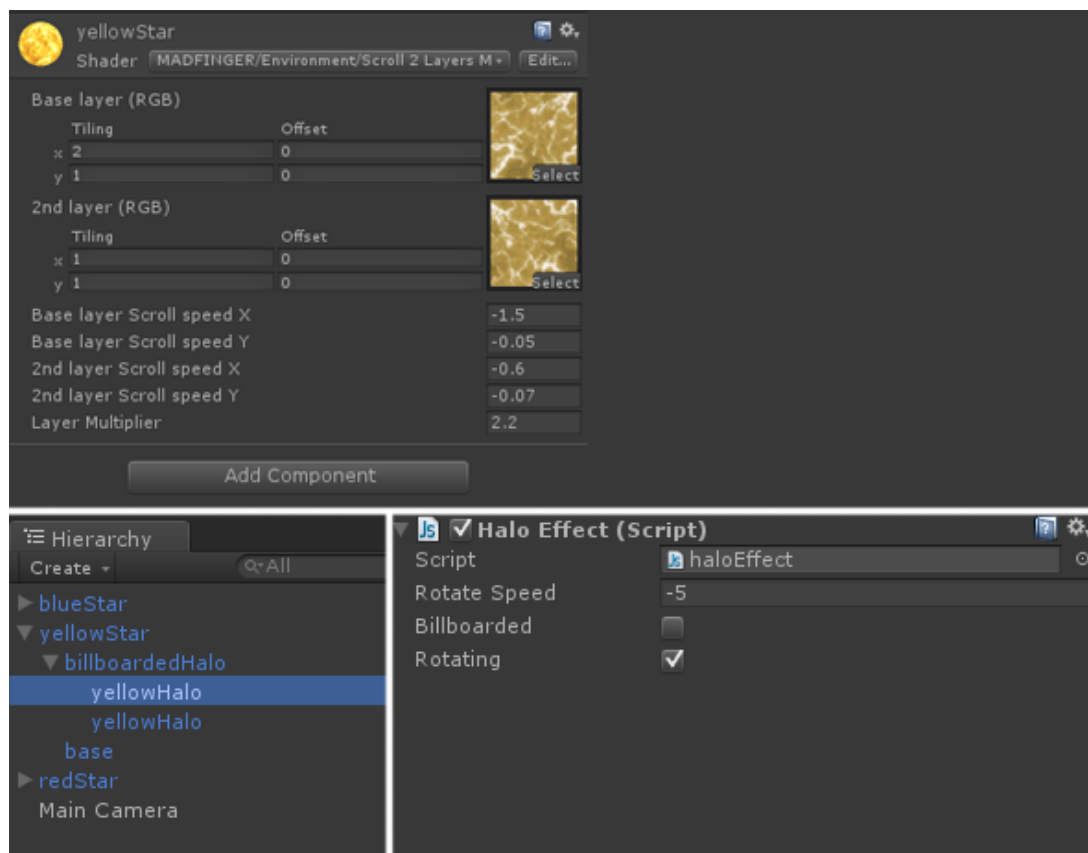 yellowStar
Shader MADFINGER/Environment/Scroll 2 Layers M Edit...
Base layer (RGB)
Tiling Offset
x 2 0
y 1 0
Select
2nd layer (RGB)
Tiling Offset
x 1 0
y 1 0
Select
Base layer Scroll speed X -1.5
Base layer Scroll speed Y -0.05
2nd layer Scroll speed X -0.6
2nd layer Scroll speed Y -0.07
Layer Multiplier 2.2
Add Component
Hierarchy
Create All
blueStar
yellowStar
billboardedHalo
yellowHalo
yellowHalo
base
redStar
Main Camera
Js Halo Effect (Script)
Script Js haloEffect
Rotate Speed -5
Billboarded
Rotating